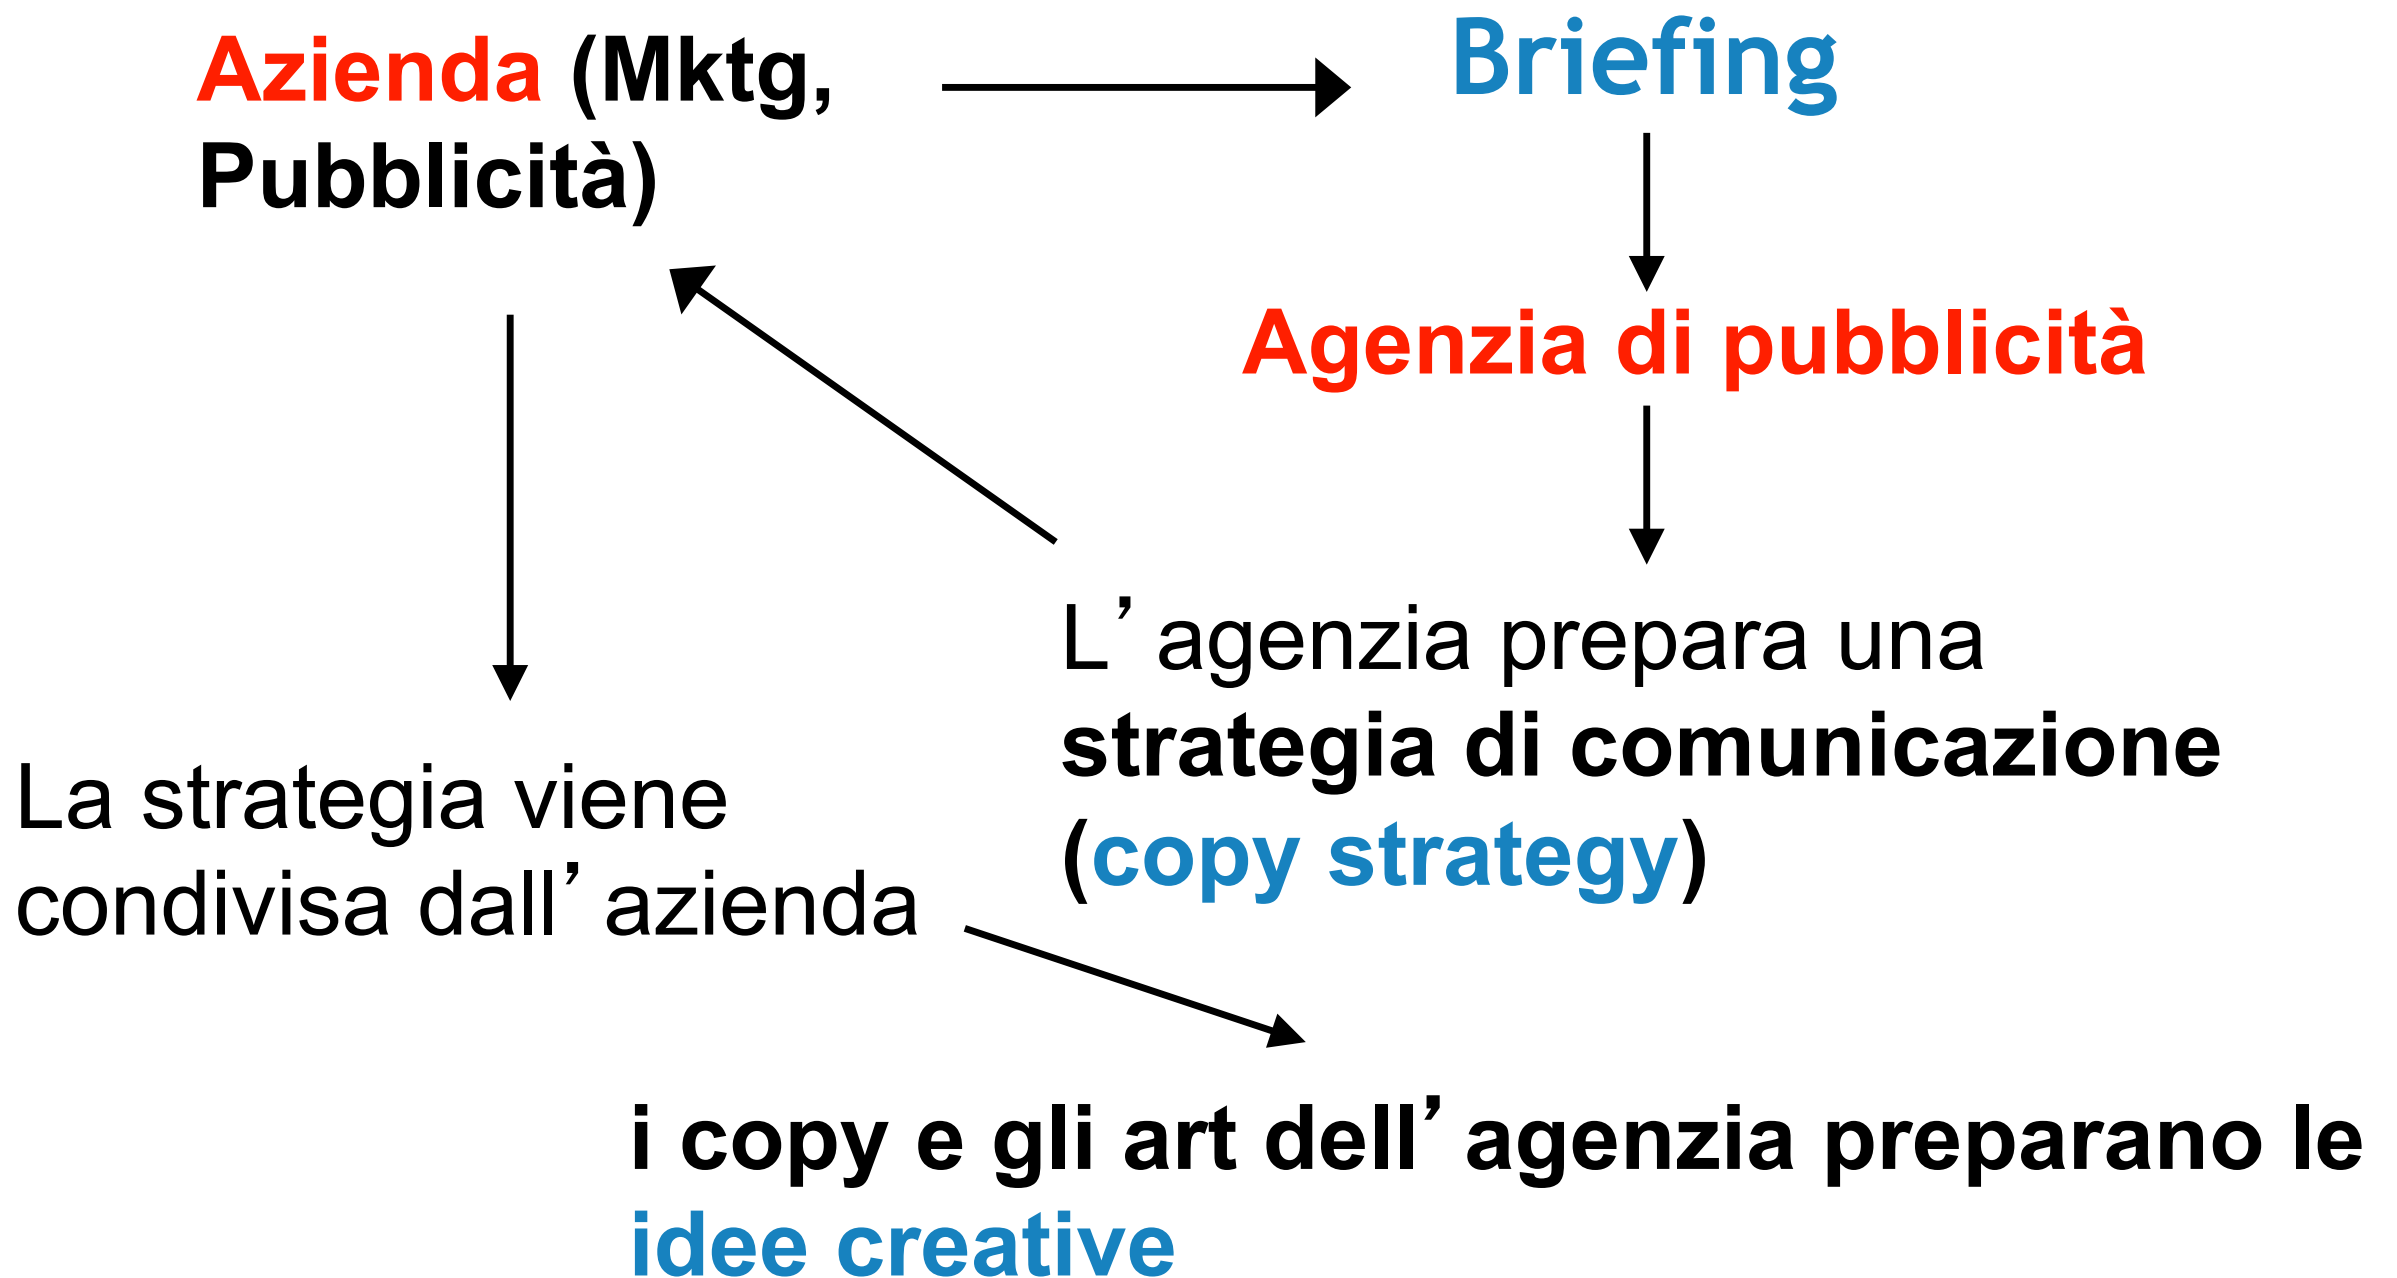 Azienda (Mktg,
Pubblicità)
Briefing
Agenzia di pubblicità
L’agenzia prepara una
strategia di comunicazione
(copy strategy)
La strategia viene
condivisa dall’azienda
i copy e gli art dell’agenzia preparano le
idee creative